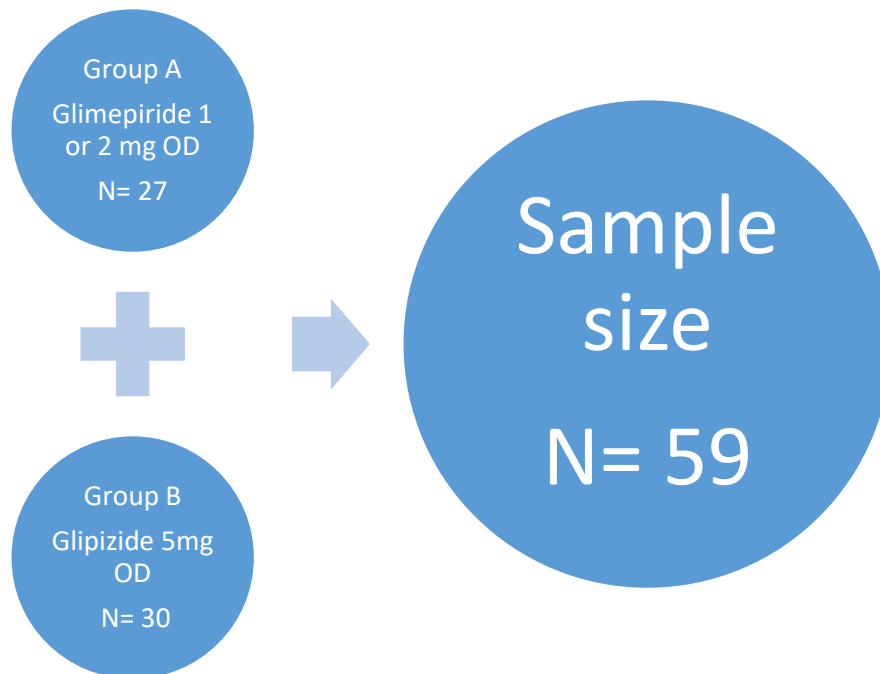 Group A
Glimepiride 1
or 2 mg OD
N= 27
Group B
Glipizide 5mg
OD
N= 30
Sample
size
N= 59